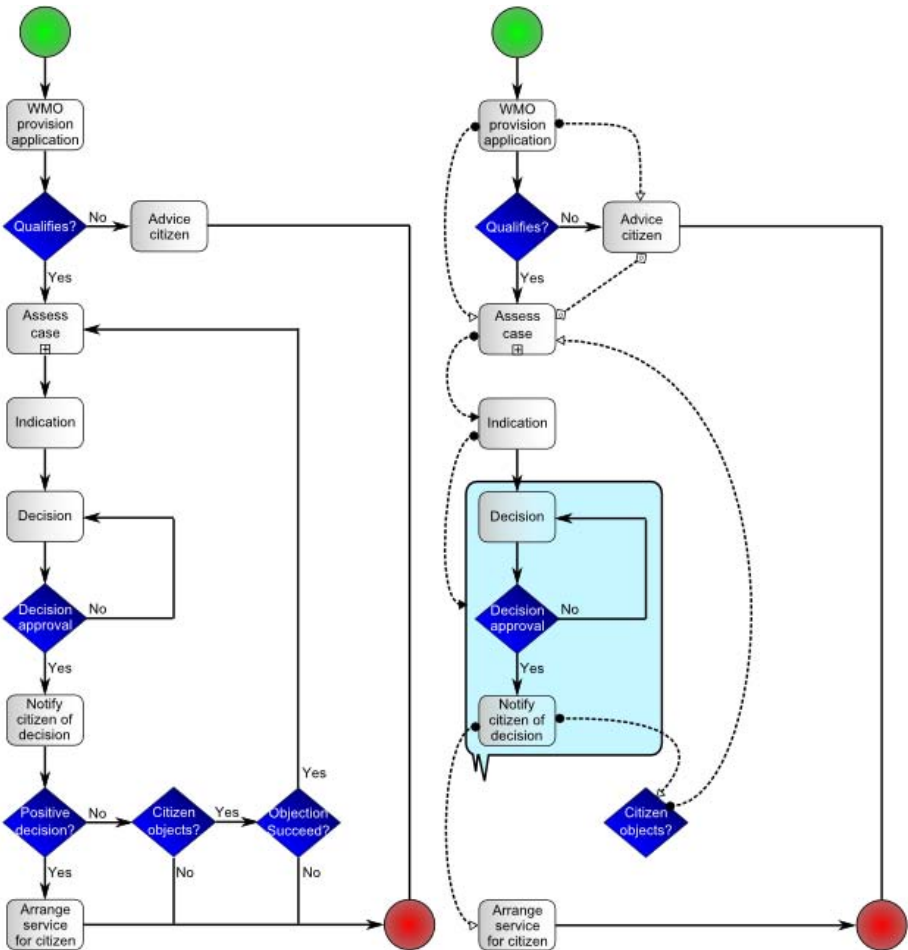 WMO
provision
application
Qualifies?
No
Advice
citizen
Yes
Assess
case
Indication
Decision
Decision
approval
No
Yes
Notify
citizen of
decision
Yes
Positive
decision?
No
Citizen
objects?
Yes
Objection
Succeed?
Yes
No
No
Arrange
service
for citizen
WMO
provision
application
Qualifies?
No
Advice
citizen
Yes
Assess
case
Indication
Decision
Decision
approval
No
Yes
Notify
citizen of
decision
Citizen
objects?
Arrange
service
for citizen